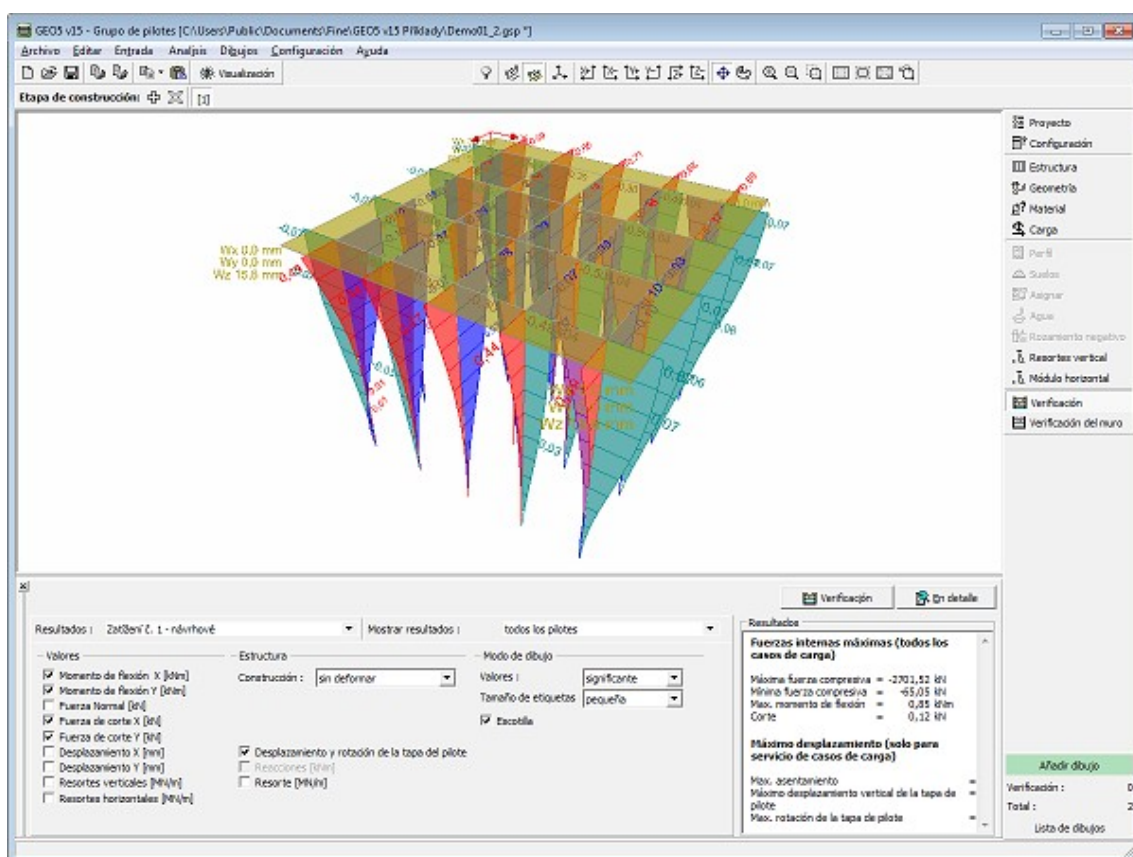 GEO5 v15 - Grupo de pilotes [C:\Users\Public\Documents\Fine\GEO5 v15 Příklady\Demo01_2.gsp *]
Archivo Editar Entrada Analsis Dibujos Configuración Ayuda
Visualización
Etapa de construcción: [1]
Proyecto
Configuración
Estructura
Geometría
Material
Carga
Perfil
Suelos
Asignar
Agua
Rozamiento negativo
Resortes vertical
Módulo horizontal
Verificación
Verificación del muro
Wx 0,0 mm
Wy 0,0 mm
Wz 15,8 mm
Verificación En detalle
Resultados : Zatížení č. 1 - návrhové Mostrar resultados : todos los pilotes
Valores
Momento de flexión X [kNm]
Momento de flexión Y [kNm]
Fuerza Normal [kN]
Fuerza de corte X [kN]
Fuerza de corte Y [kN]
Desplazamiento X [mm]
Desplazamiento Y [mm]
Resortes verticales [MN/m]
Resortes horizontales [MN/m]
Estructura
Construcción : sin deformar
Desplazamiento y rotación de la tapa del pilote
Reacciones [kN]
Resorte [MN/m]
Modo de dibujo
Valores : significante
Tamaño de etiquetas pequeña
Escotilla
Resultados
Fuerzas internas máximas (todos los
casos de carga)
Máxima fuerza compresiva = -2701,52 kN
Mínima fuerza compresiva = -65,05 kN
Max. momento de flexión = 0,85 kNm
Corte = 0,12 kN
Máximo desplazamiento (solo para
servicio de casos de carga)
Max. asentamiento =
Máximo desplazamiento vertical de la tapa de =
pilote
Max. rotación de la tapa de pilote =
Añadir dibujo
Verificación : 0
Total : 2
Lista de dibujos